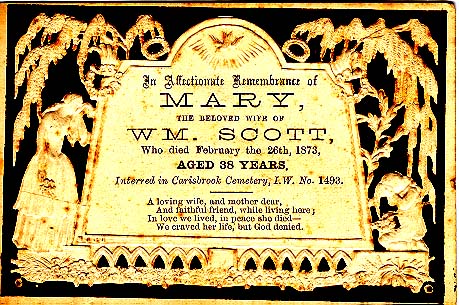 In Affectionate Remembrance of
MARY,
THE BELOVED WIFE OF
WM. SCOTT,
Who died February the 26th, 1873,
AGED 38 YEARS,
Interred in Carisbrook Cemetery, I.W. No. 1493.
A loving wife, and mother dear,
And faithful friend, while living here;
In love we lived, in peace she died—
We craved her life, but God denied.